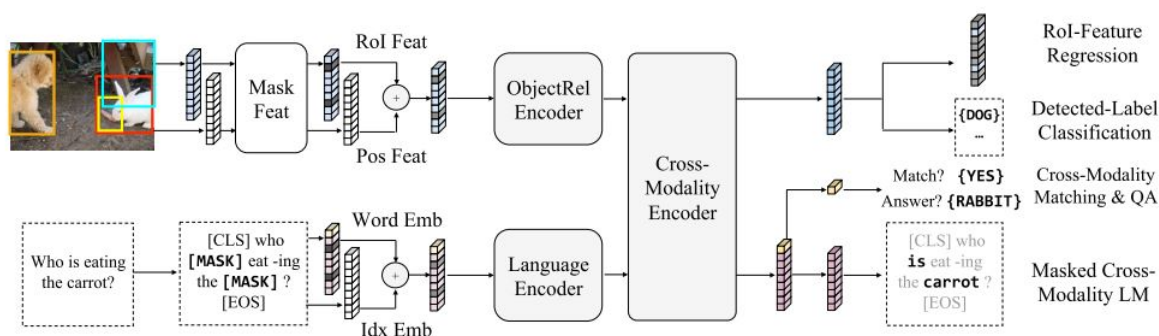 RoI Feat
Mask
Feat
Pos Feat
ObjectRel
Encoder
Cross-
Modality
Encoder
RoI-Feature
Regression
{DOG}
...
Detected-Label
Classification
Match? {YES}
Answer? {RABBIT}
Cross-Modality
Matching & QA
Who is eating
the carrot?
[CLS] who
[MASK] eat -ing
the [MASK] ?
[EOS]
Word Emb
Idx Emb
Language
Encoder
[CLS] who
is eat -ing
the carrot ?
[EOS]
Masked Cross-
Modality LM